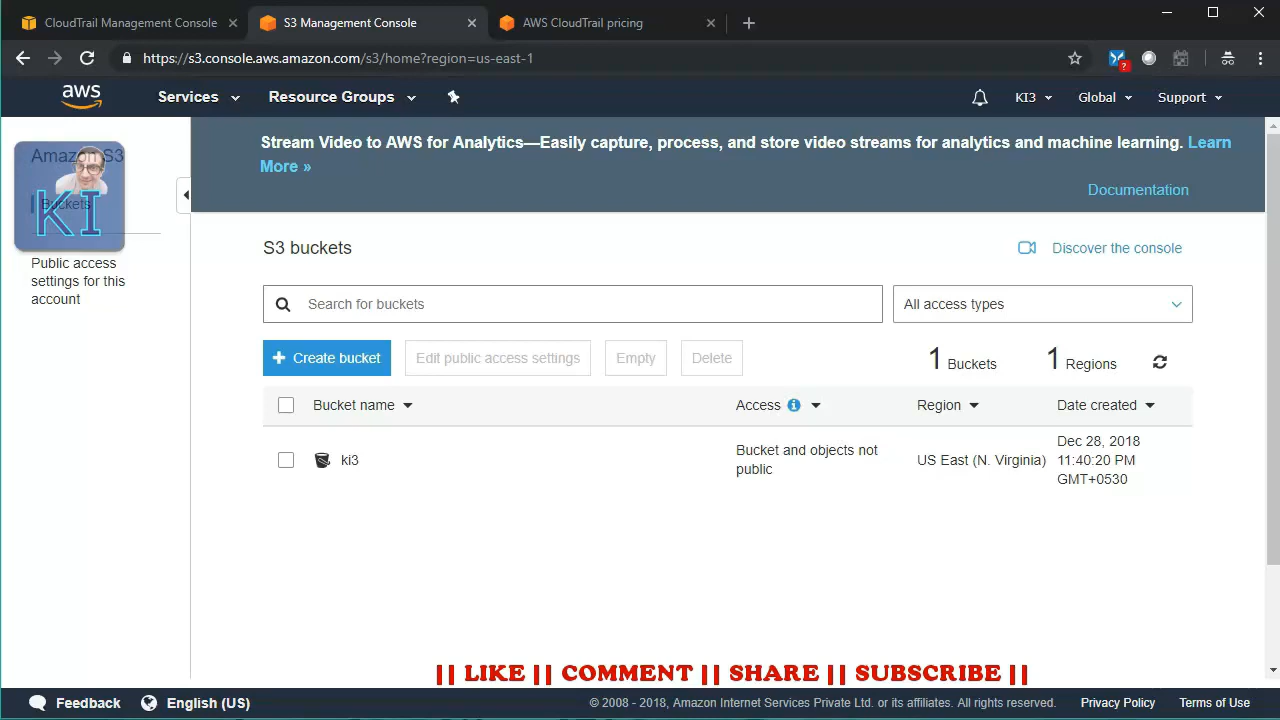 CloudTrail Management Console
S3 Management Console
AWS CloudTrail pricing
https://s3.console.aws.amazon.com/s3/home?region=us-east-1
?
aws
Services
Resource Groups
KI3
Global
Support
Amazon S3
KI
Buckets
Public access
settings for this
account
Stream Video to AWS for Analytics—Easily capture, process, and store video streams for analytics and machine learning. Learn
More »
Documentation
S3 buckets
Discover the console
Search for buckets
All access types
+ Create bucket
Edit public access settings
Empty
Delete
1 Buckets
1 Regions
Bucket name
Access
Region
Date created
ki3
Bucket and objects not
public
US East (N. Virginia)
Dec 28, 2018
11:40:20 PM
GMT+0530
|| LIKE || COMMENT || SHARE || SUBSCRIBE ||
Feedback
English (US)
© 2008 - 2018, Amazon Internet Services Private Ltd. or its affiliates. All rights reserved.
Privacy Policy
Terms of Use